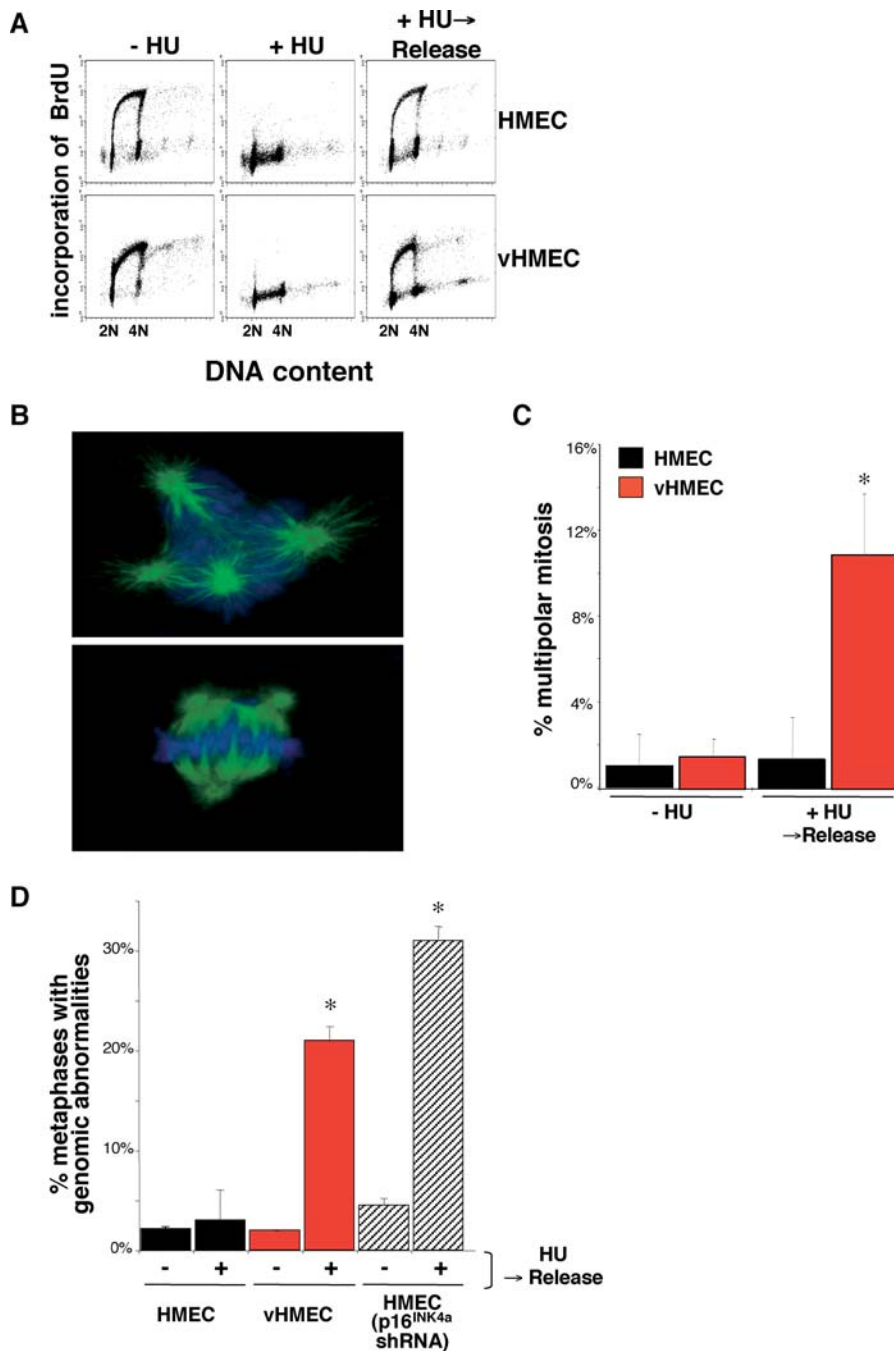 A
- HU
+ HU
+ HU→
Release
incorporation of BrdU
HMEC
vHMEC
2N 4N
2N 4N
2N 4N
DNA content
B
C
% multipolar mitosis
16%
12%
8%
4%
0%
HMEC
vHMEC
*
- HU
+ HU
→Release
D
% metaphases with
genomic abnormalities
30%
20%
10%
0%
*
*
- + - + - +
HU
→ Release
HMEC
vHMEC
HMEC
(p16INK4a
shRNA)